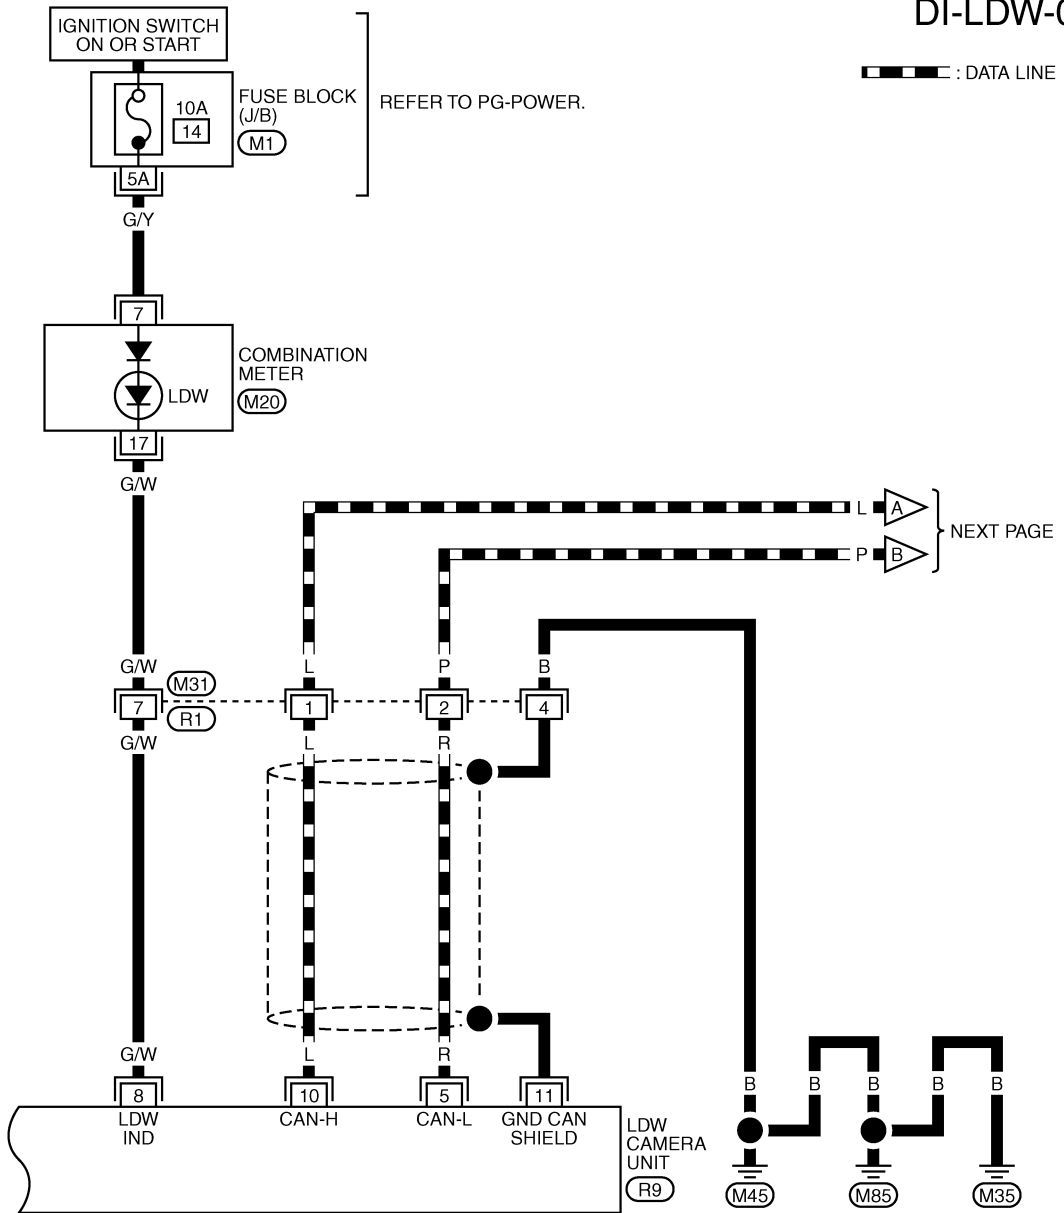 DI-LDW-0
IGNITION SWITCH
ON OR START
: DATA LINE
10A
14
FUSE BLOCK
(J/B)
M1
REFER TO PG-POWER.
5A
G/Y
7
COMBINATION
METER
M20
LDW
17
G/W
L
A
P
B
NEXT PAGE
G/W
L
P
B
M31
7
R1
1
2
4
G/W
L
R
G/W
L
R
8
10
5
11
LDW
IND
CAN-H
CAN-L
GND CAN
SHIELD
LDW
CAMERA
UNIT
R9
B
B
B
B
B
M45
M85
M35